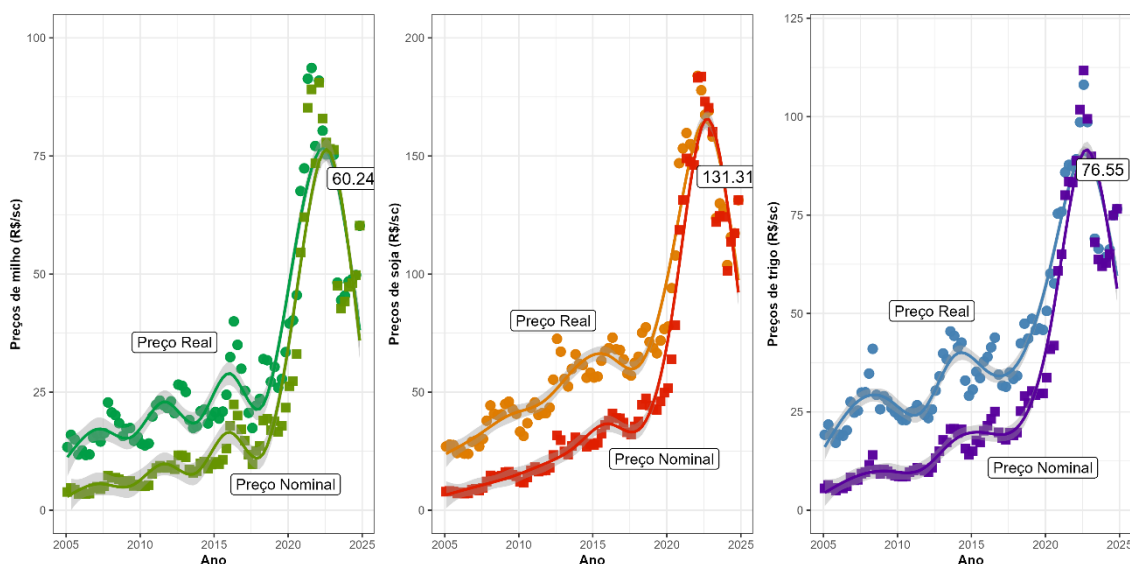 Preços de milho (R$/sc)
100
75
50
25
0
60.24
Preço Real
Preço Nominal
2005 2010 2015 2020 2025
Ano
Preços de soja (R$/sc)
200
150
100
50
0
131.31
Preço Real
Preço Nominal
2005 2010 2015 2020 2025
Ano
Preços de trigo (R$/sc)
125
100
75
50
25
0
76.55
Preço Real
Preço Nominal
2005 2010 2015 2020 2025
Ano